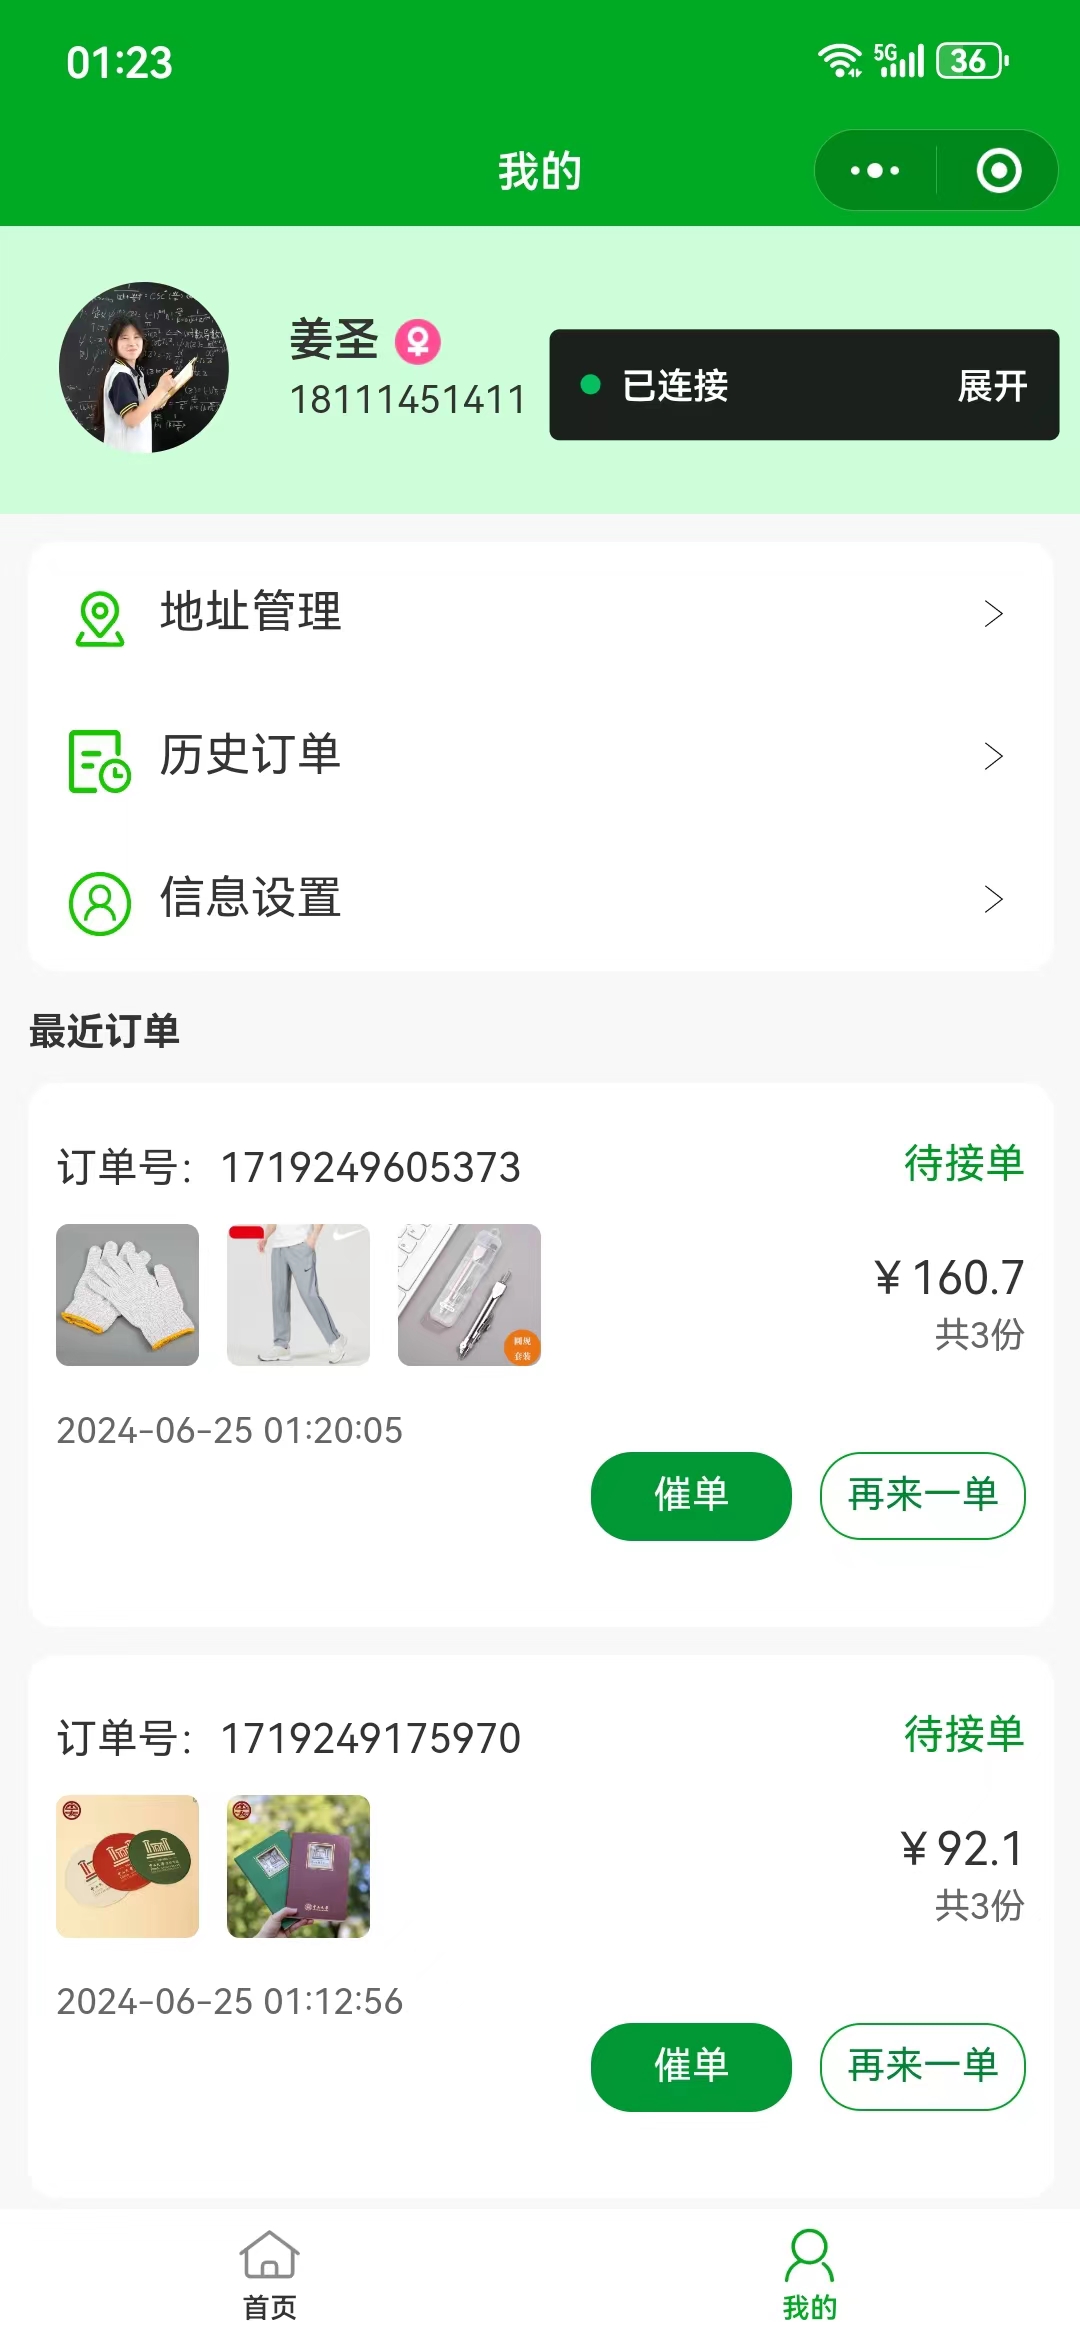 01:23
5G
36
我的
姜圣
18111451411
已连接 展开
地址管理
历史订单
信息设置
最近订单
订单号: 1719249605373 待接单
圆规
套装
¥ 160.7
共3份
2024-06-25 01:20:05
催单 再来一单
订单号: 1719249175970 待接单
¥ 92.1
共3份
2024-06-25 01:12:56
催单 再来一单
首页 我的